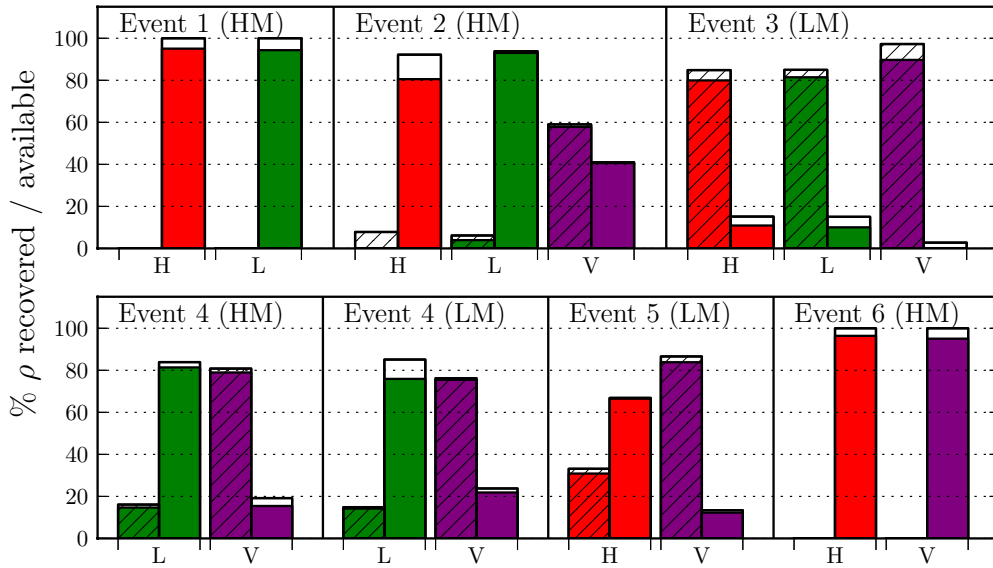 % ρ recovered / available
Event 1 (HM)
Event 2 (HM)
Event 3 (LM)
100
80
60
40
20
0
H
L
H
L
V
H
L
V
Event 4 (HM)
Event 4 (LM)
Event 5 (LM)
Event 6 (HM)
100
80
60
40
20
0
L
V
L
V
H
V
H
V